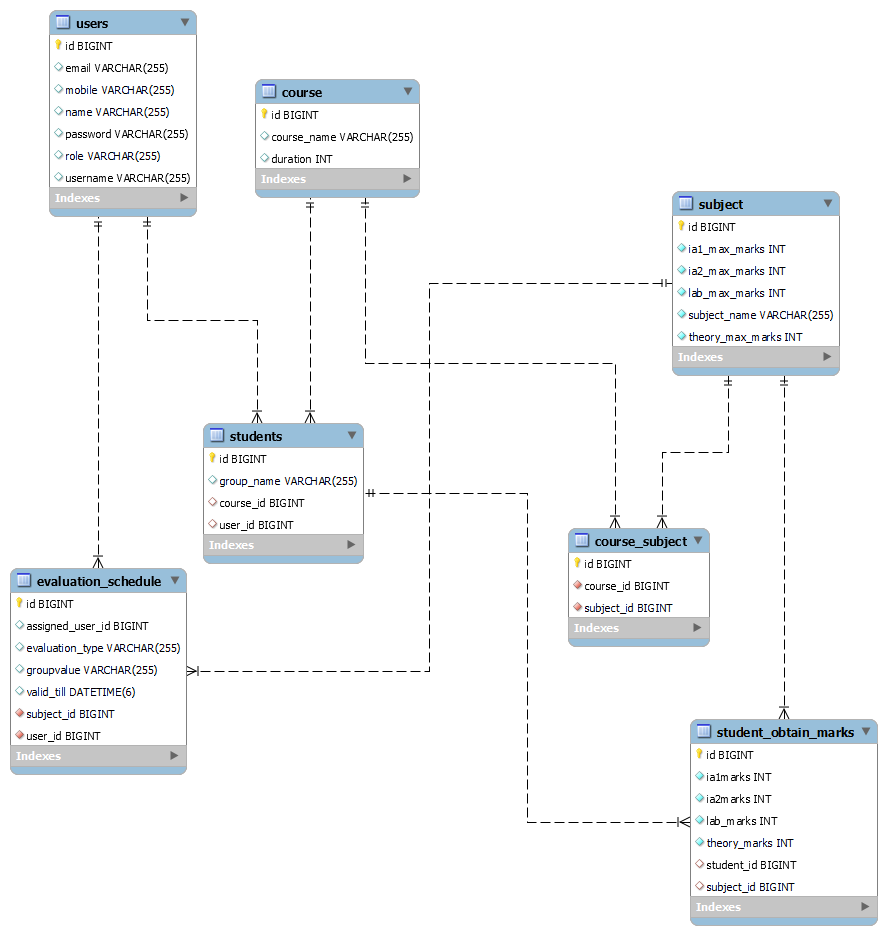 users
id BIGINT
email VARCHAR(255)
mobile VARCHAR(255)
name VARCHAR(255)
password VARCHAR(255)
role VARCHAR(255)
username VARCHAR(255)
Indexes
course
id BIGINT
course_name VARCHAR(255)
duration INT
Indexes
subject
id BIGINT
ia1_max_marks INT
ia2_max_marks INT
lab_max_marks INT
subject_name VARCHAR(255)
theory_max_marks INT
Indexes
students
id BIGINT
group_name VARCHAR(255)
course_id BIGINT
user_id BIGINT
Indexes
course_subject
id BIGINT
course_id BIGINT
subject_id BIGINT
Indexes
evaluation_schedule
id BIGINT
assigned_user_id BIGINT
evaluation_type VARCHAR(255)
groupvalue VARCHAR(255)
valid_till DATETIME(6)
subject_id BIGINT
user_id BIGINT
Indexes
student_obtain_marks
id BIGINT
ia1marks INT
ia2marks INT
lab_marks INT
theory_marks INT
student_id BIGINT
subject_id BIGINT
Indexes